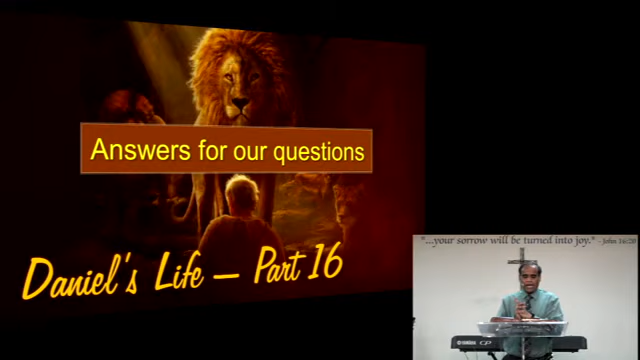 Answers for our questions
Daniel's Life – Part 16
"...your sorrow will be turned into joy." - John 16:20
YAMAHA CP